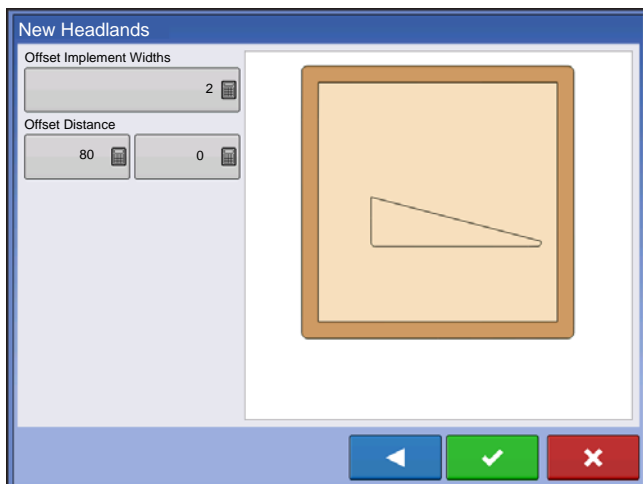 New Headlands
Offset Implement Widths
2
Offset Distance
80 0